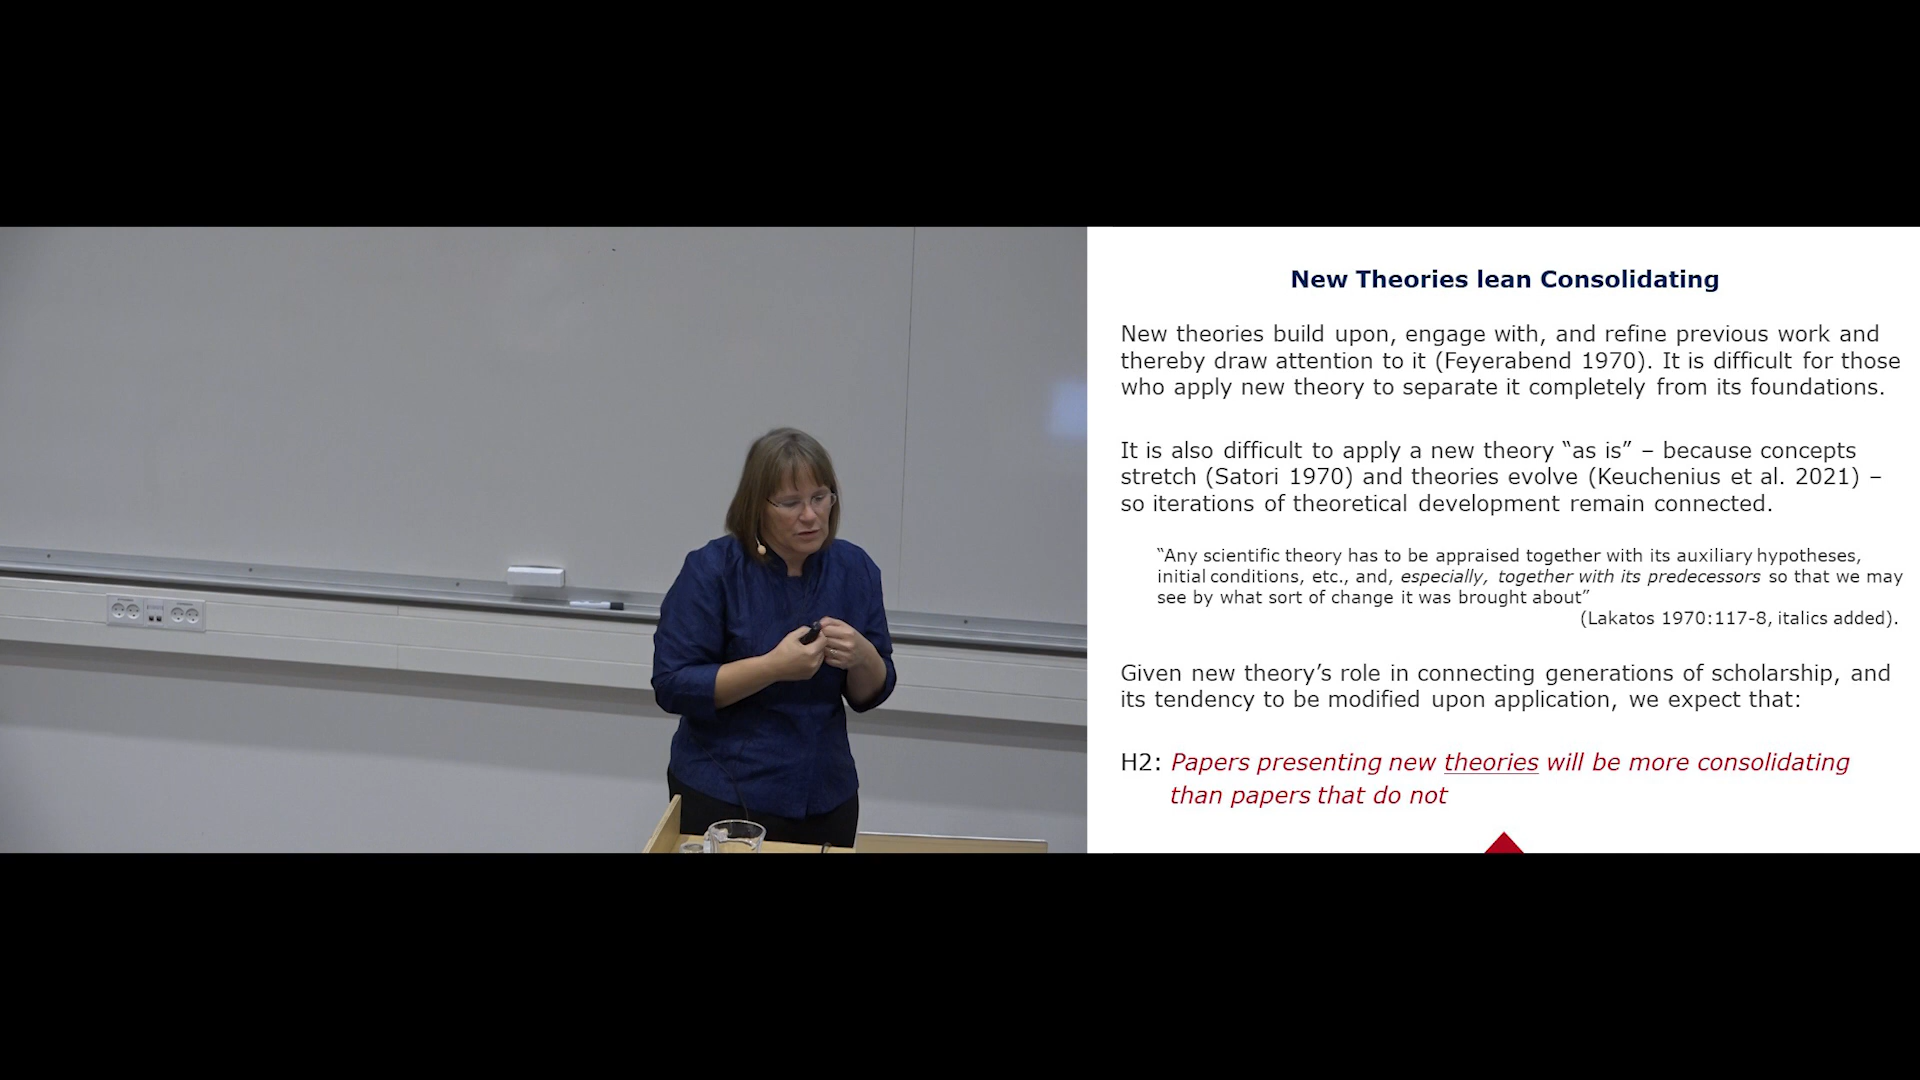 New Theories lean Consolidating
New theories build upon, engage with, and refine previous work and
thereby draw attention to it (Feyerabend 1970). It is difficult for those
who apply new theory to separate it completely from its foundations.
It is also difficult to apply a new theory “as is” – because concepts
stretch (Satori 1970) and theories evolve (Keuchenius et al. 2021) –
so iterations of theoretical development remain connected.
“Any scientific theory has to be appraised together with its auxiliary hypotheses,
initial conditions, etc., and, especially, together with its predecessors so that we may
see by what sort of change it was brought about”
(Lakatos 1970:117-8, italics added).
Given new theory’s role in connecting generations of scholarship, and
its tendency to be modified upon application, we expect that:
H2: Papers presenting new theories will be more consolidating
than papers that do not